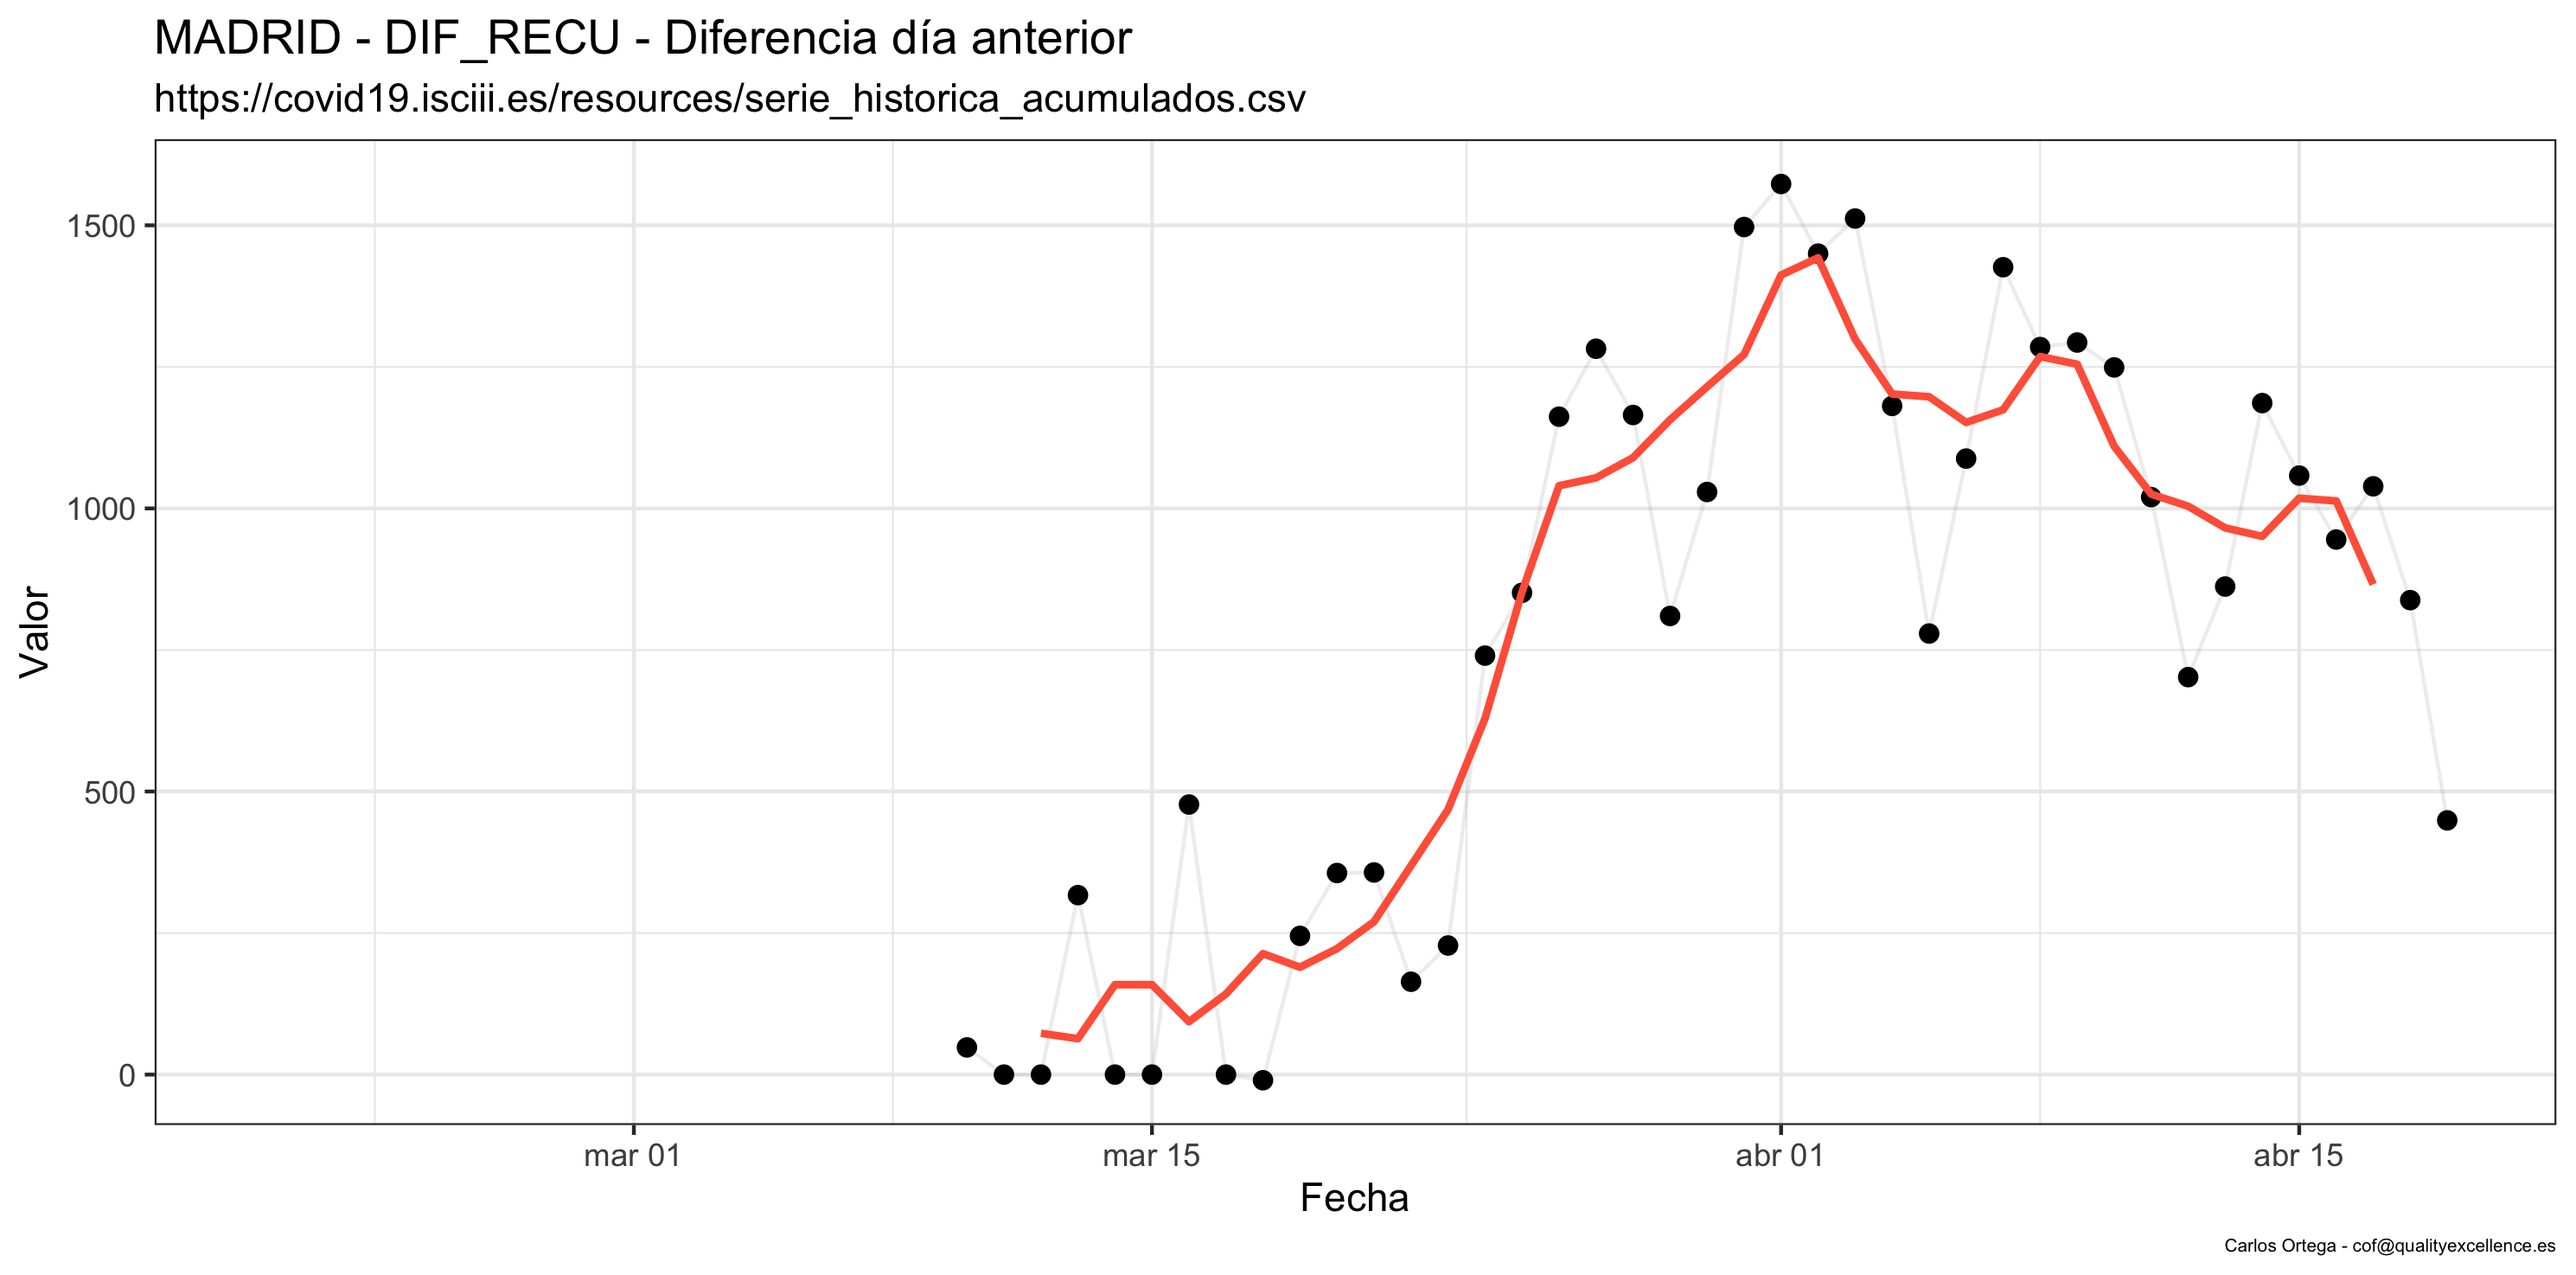 MADRID - DIF_RECU - Diferencia día anterior
https://covid19.isciii.es/resources/serie_historica_acumulados.csv
1500
1000
500
0
Valor
mar 01
mar 15
abr 01
abr 15
Fecha
Carlos Ortega - cof@qualityexcellence.es